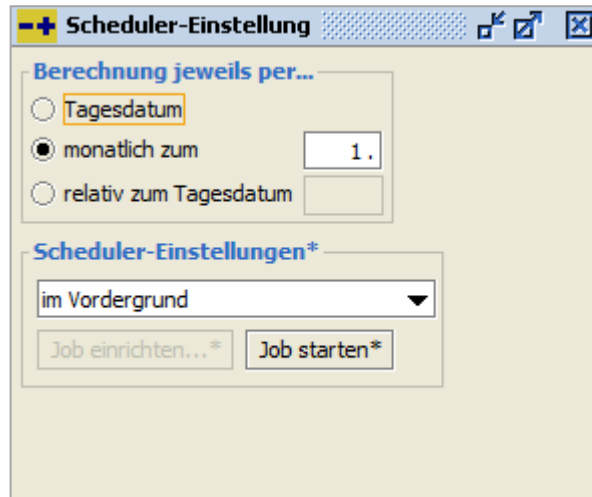 Scheduler-Einstellung
Berechnung jeweils per...
Tagesdatum
monatlich zum 1.
relativ zum Tagesdatum
Scheduler-Einstellungen*
im Vordergrund
Job einrichten...* Job starten*